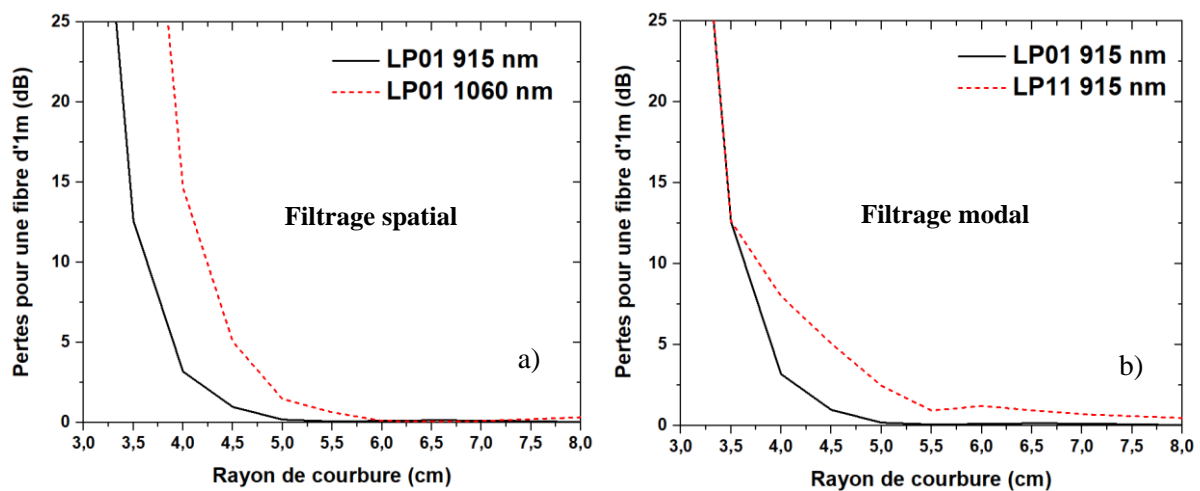 25
20
15
10
5
0
Pertes pour une fibre d'1m (dB)
LP01 915 nm
LP01 1060 nm
Filtrage spatial
a)
3,0 3,5 4,0 4,5 5,0 5,5 6,0 6,5 7,0 7,5 8,0
Rayon de courbure (cm)
25
20
15
10
5
0
Pertes pour une fibre d'1m (dB)
LP01 915 nm
LP11 915 nm
Filtrage modal
b)
3,0 3,5 4,0 4,5 5,0 5,5 6,0 6,5 7,0 7,5 8,0
Rayon de courbure (cm)